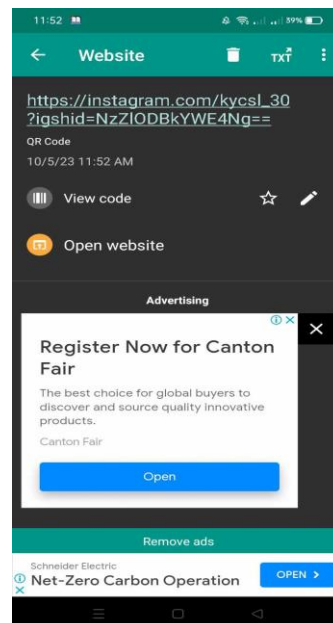 11:52 39%
Website TXT
https://instagram.com/kycsl_30
?igshid=NzZlODBkYWE4Ng==
QR Code
10/5/23 11:52 AM
View code
Open website
Advertising
Register Now for Canton
Fair
The best choice for global buyers to
discover and source quality innovative
products.
Canton Fair
Open
Remove ads
Schneider Electric
Net-Zero Carbon Operation OPEN >